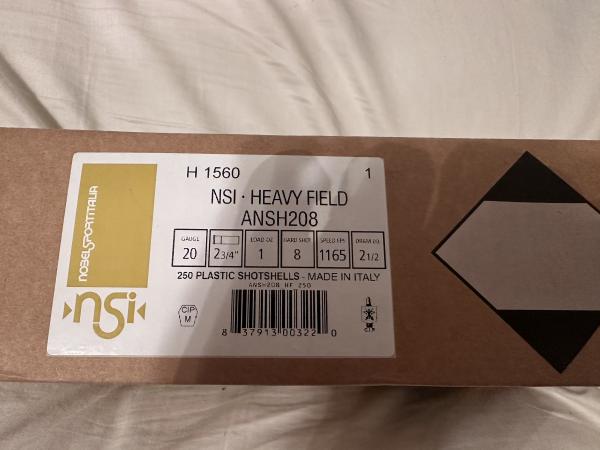 H 1560 1
NSI · HEAVY FIELD
ANSH208
GAUGE 2 3/4" LOAD OZ HARD SHOT SPEED FPS DRAM EQ.
20 1 8 1165 2 1/2
250 PLASTIC SHOTSHELLS - MADE IN ITALY
ANSH208 HF 250
8 37913 00322 0
NOBELSPORTITALIA
nsi
CIP
M
C.I.P.